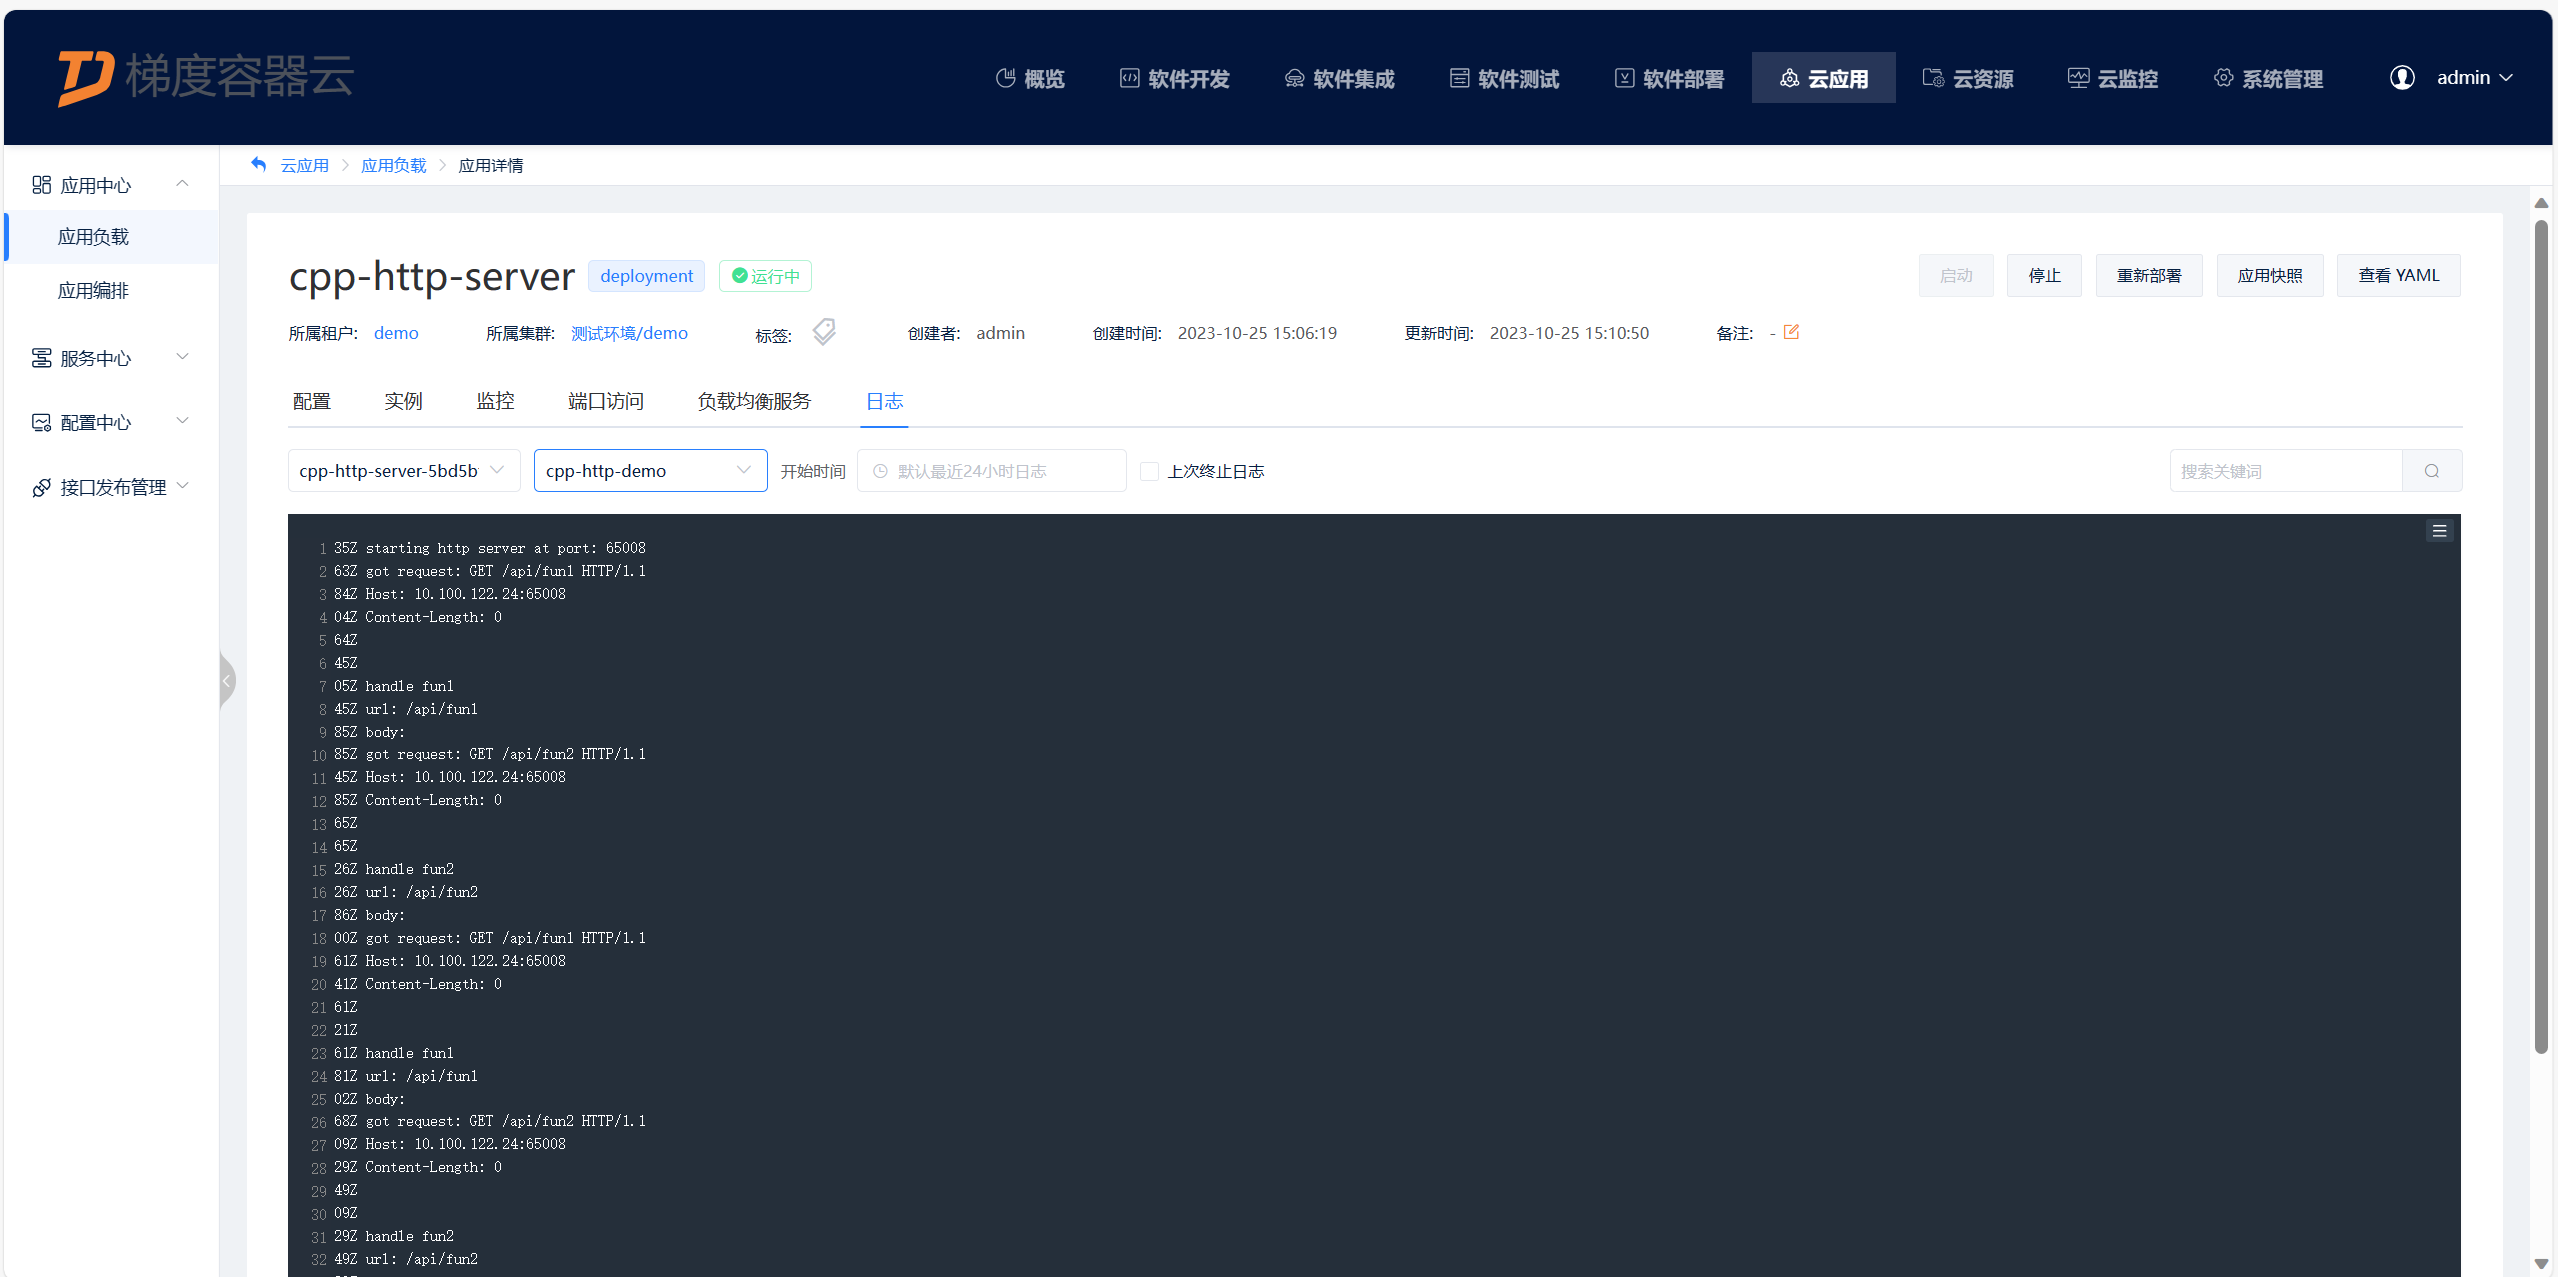 梯度容器云 概览 软件开发 软件集成 软件测试 软件部署 云应用 云资源 云监控 系统管理 admin
应用中心
应用负载
应用编排
服务中心
配置中心
接口发布管理
云应用 应用负载 应用详情
cpp-http-server deployment 运行中 启动 停止 重新部署 应用快照 查看 YAML
所属租户: demo 所属集群: 测试环境/demo 标签: 创建者: admin 创建时间: 2023-10-25 15:06:19 更新时间: 2023-10-25 15:10:50 备注: -
配置 实例 监控 端口访问 负载均衡服务 日志
cpp-http-server-5bd5b cpp-http-demo 开始时间 默认最近24小时日志 上次终止日志 搜索关键词
1 35Z starting http server at port: 65008
2 63Z got request: GET /api/fun1 HTTP/1.1
3 84Z Host: 10.100.122.24:65008
4 04Z Content-Length: 0
5 64Z
6 45Z
7 05Z handle fun1
8 45Z url: /api/fun1
9 85Z body:
10 85Z got request: GET /api/fun2 HTTP/1.1
11 45Z Host: 10.100.122.24:65008
12 85Z Content-Length: 0
13 65Z
14 65Z
15 26Z handle fun2
16 26Z url: /api/fun2
17 86Z body:
18 00Z got request: GET /api/fun1 HTTP/1.1
19 61Z Host: 10.100.122.24:65008
20 41Z Content-Length: 0
21 61Z
22 21Z
23 61Z handle fun1
24 81Z url: /api/fun1
25 02Z body:
26 68Z got request: GET /api/fun2 HTTP/1.1
27 09Z Host: 10.100.122.24:65008
28 29Z Content-Length: 0
29 49Z
30 09Z
31 29Z handle fun2
32 49Z url: /api/fun2